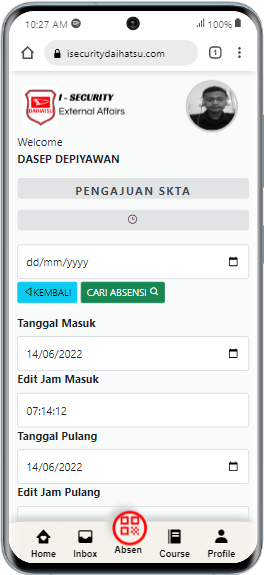 10:27 AM
100%
isecuritydaihatsu.com
1
I - SECURITY
DAIHATSU
External Affairs
Welcome
DASEP DEPIYAWAN
PENGAJUAN SKTA
dd/mm/yyyy
KEMBALI
CARI ABSENSI
Tanggal Masuk
14/06/2022
Edit Jam Masuk
07:14:12
Tanggal Pulang
14/06/2022
Edit Jam Pulang
Home Inbox Absen Course Profile